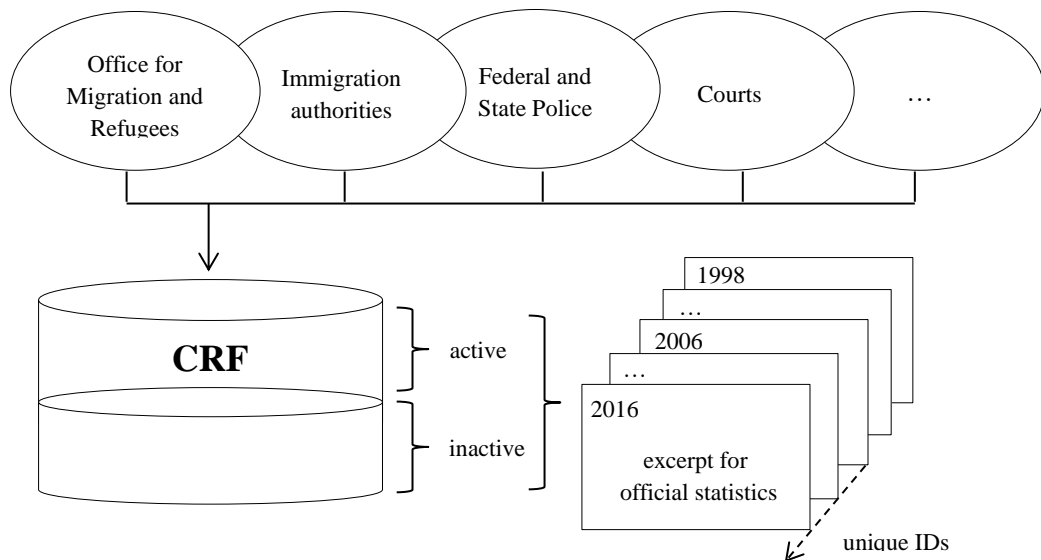 Office for
Migration and
Refugees
Immigration
authorities
Federal and
State Police
Courts
…
CRF
active
inactive
1998
…
2006
…
2016
excerpt for
official statistics
unique IDs